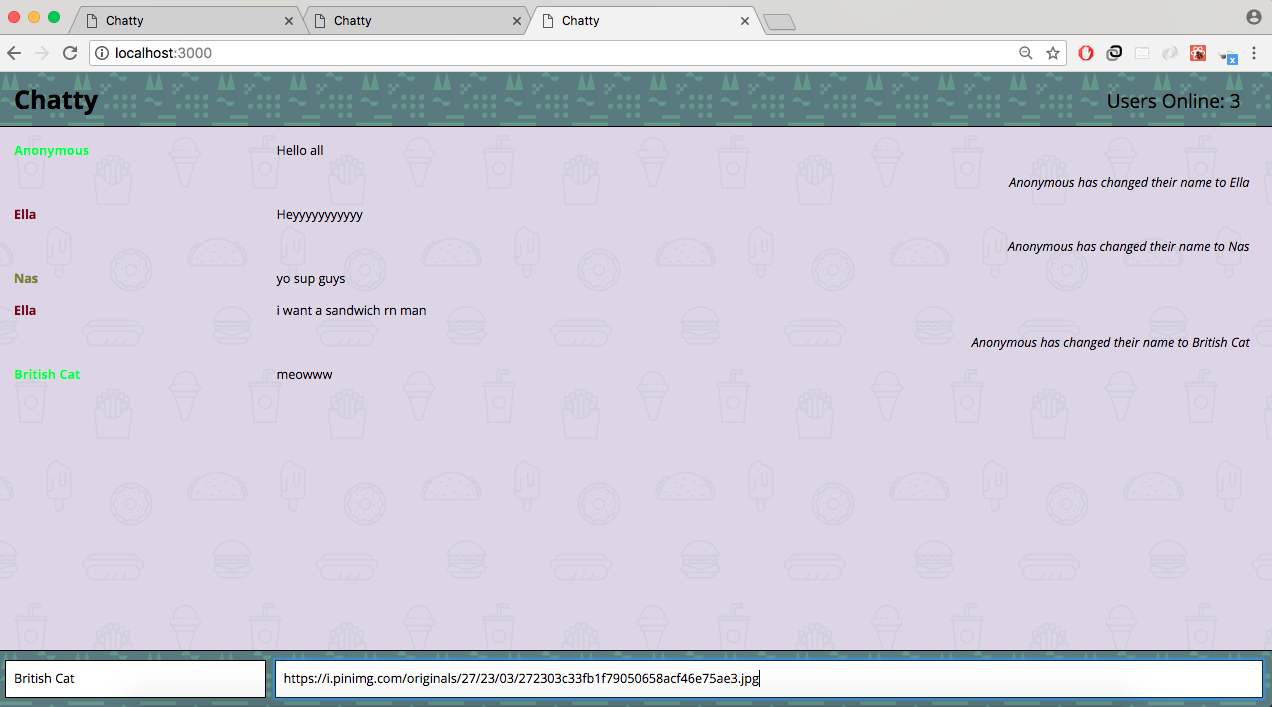 Chatty Chatty Chatty
localhost:3000
Chatty Users Online: 3
Anonymous Hello all
Anonymous has changed their name to Ella
Ella Heyyyyyyyyyyy
Anonymous has changed their name to Nas
Nas yo sup guys
Ella i want a sandwich rn man
Anonymous has changed their name to British Cat
British Cat meowww
British Cat https://i.pinimg.com/originals/27/23/03/272303c33fb1f79050658acf46e75ae3.jpg